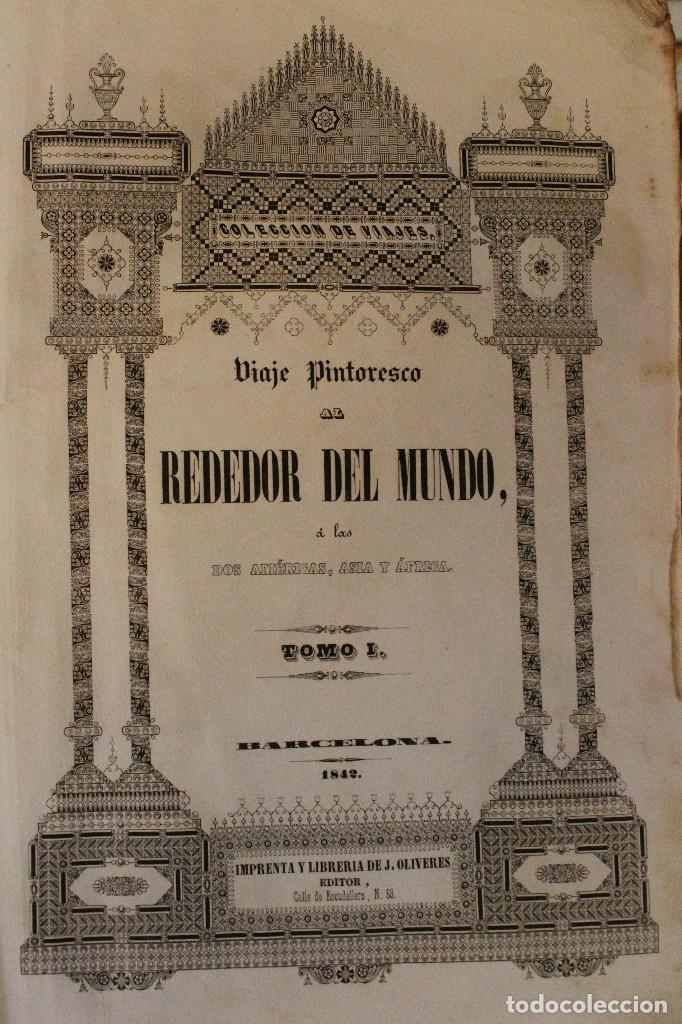 COLECCION DE VIAJES.
Viaje Pintoresco
AL
REDEDOR DEL MUNDO,
á las
DOS AMÉRICAS, ASIA Y ÁFRICA.
TOMO I.
BARCELONA.
1842.
IMPRENTA Y LIBRERIA DE J. OLIVERES
EDITOR,
Calle de Escudellers, N. 53.
todocoleccion